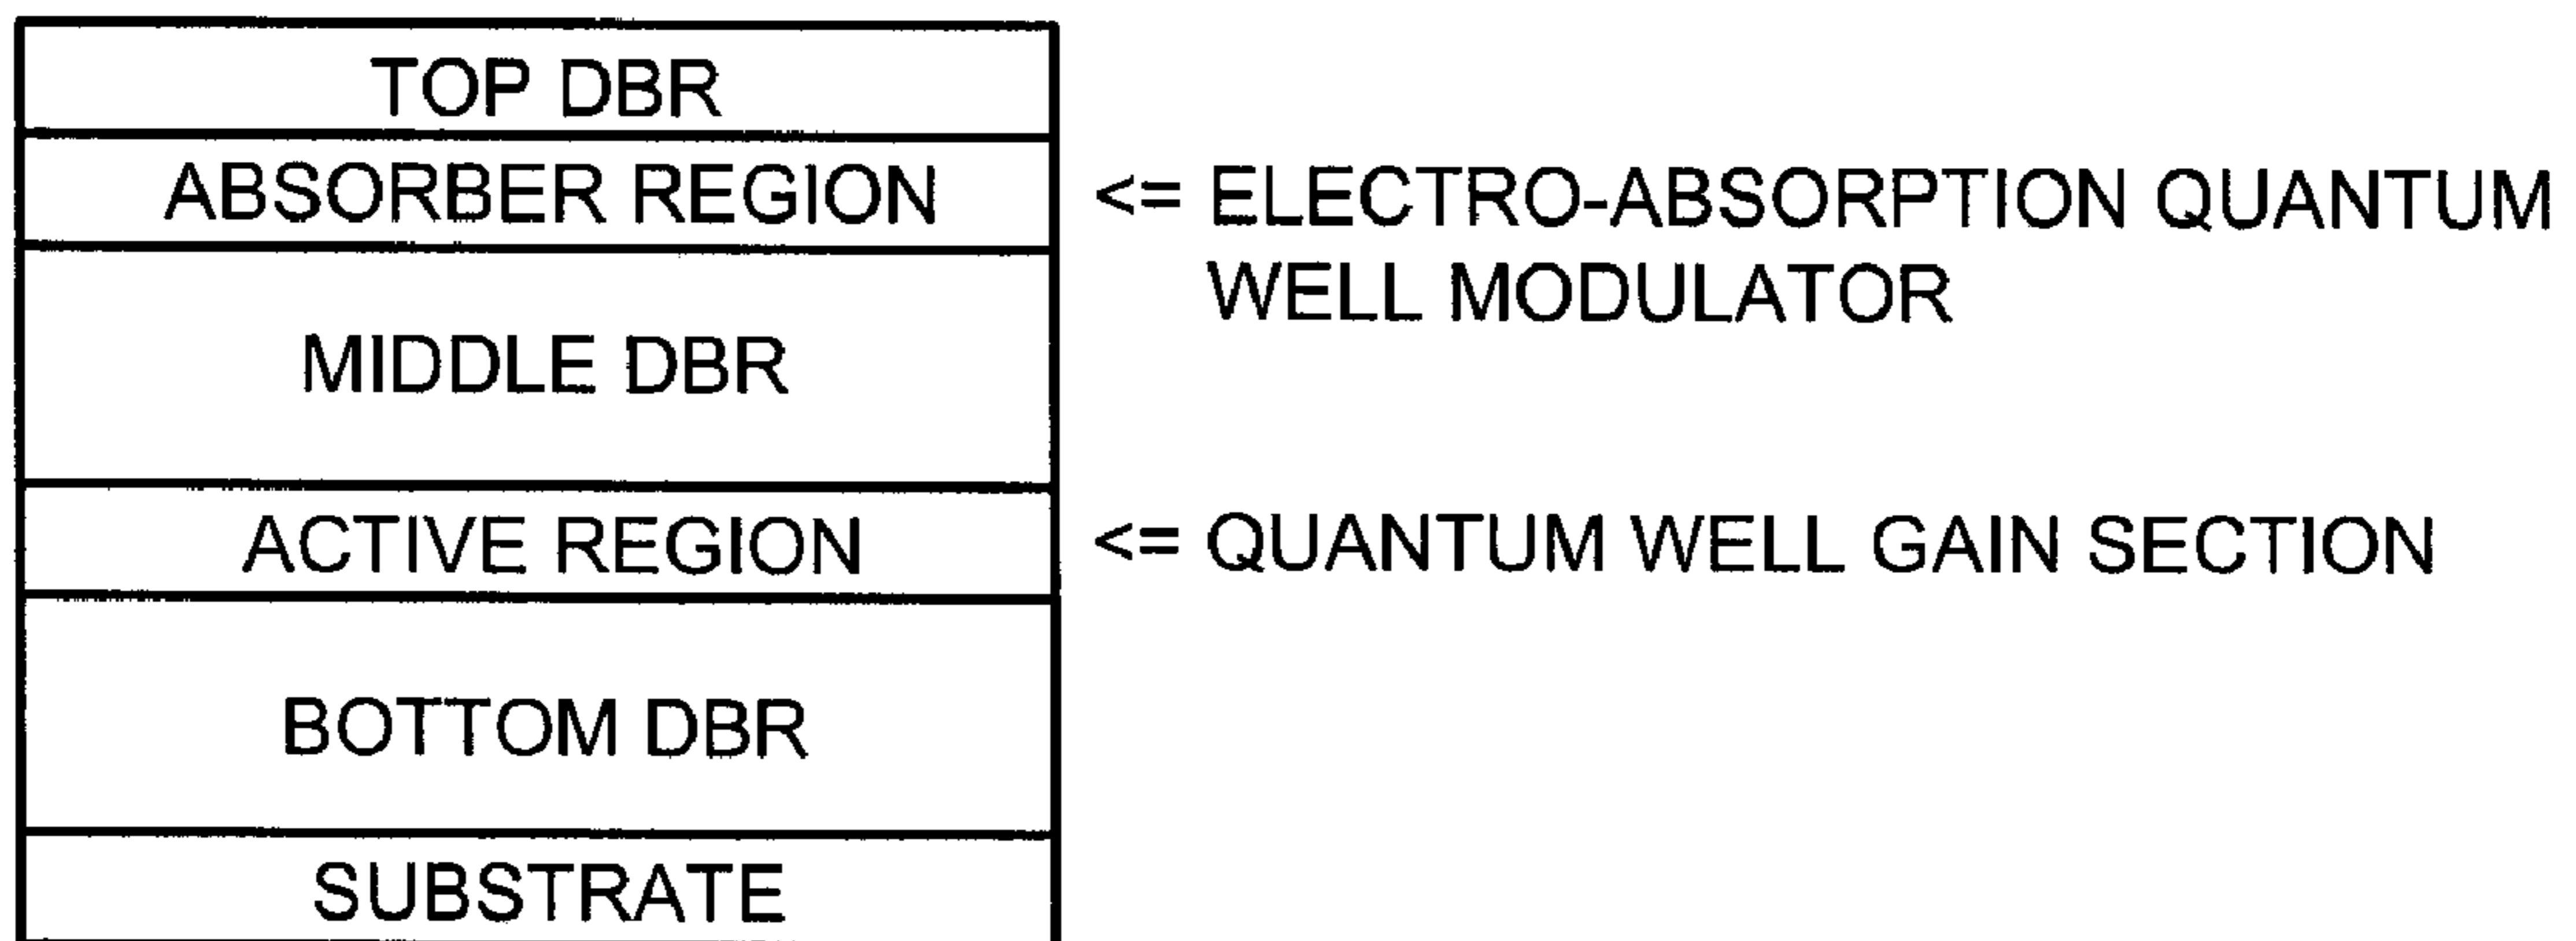 TOP DBR
ABSORBER REGION
<= ELECTRO-ABSORPTION QUANTUM
WELL MODULATOR
MIDDLE DBR
ACTIVE REGION
<= QUANTUM WELL GAIN SECTION
BOTTOM DBR
SUBSTRATE